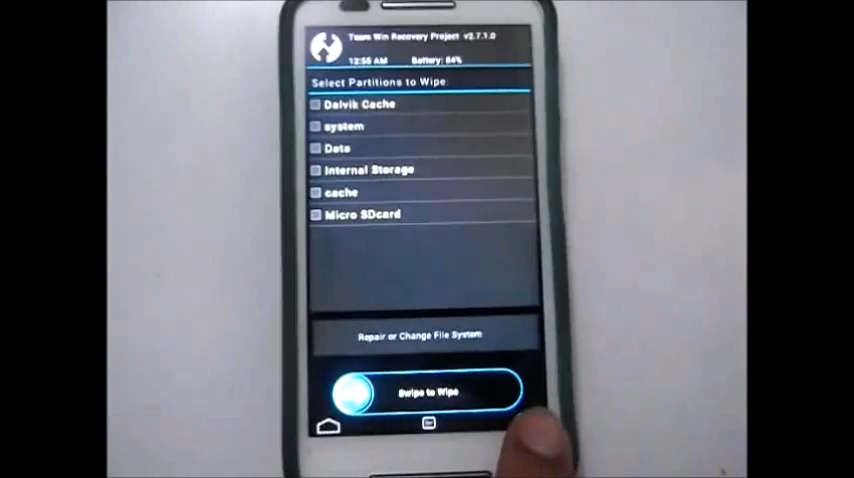 Team Win Recovery Project v2.7.1.0
12:55 AM Battery: 84%
Select Partitions to Wipe:
Dalvik Cache
system
Data
Internal Storage
cache
Micro SDcard
Repair or Change File System
Swipe to Wipe